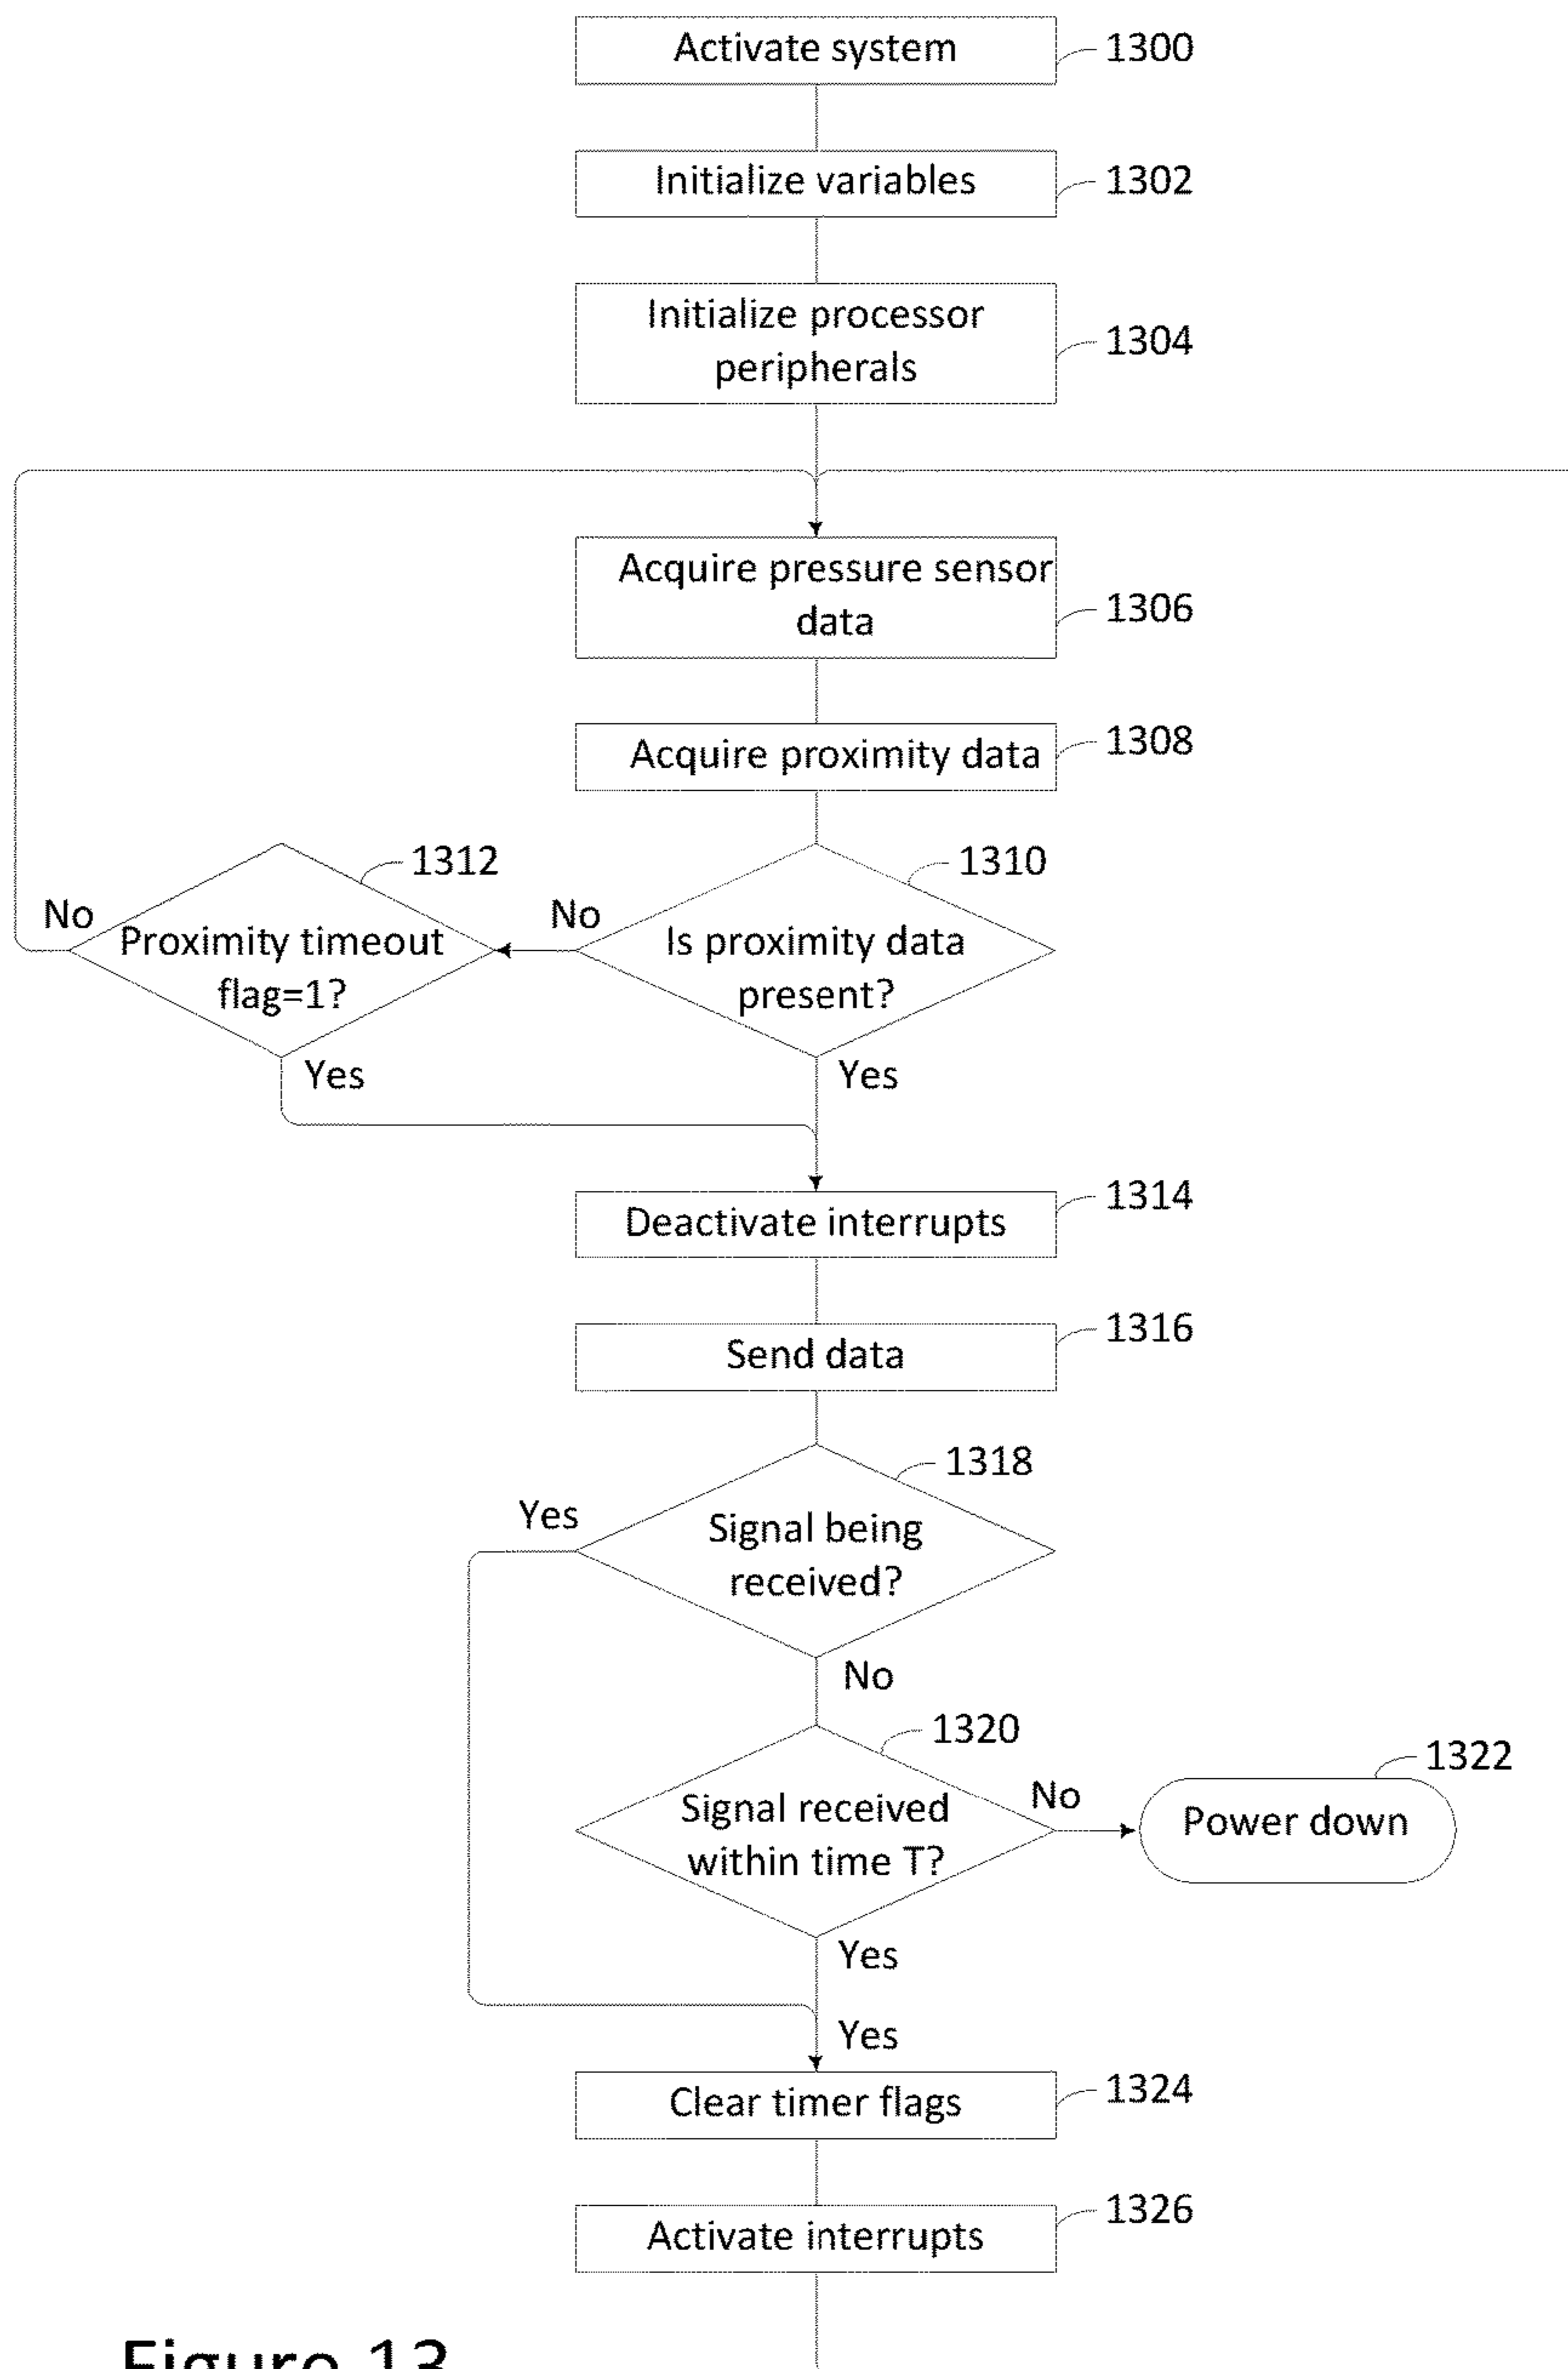 Activate system
1300
Initialize variables
1302
Initialize processor
peripherals
1304
Acquire pressure sensor
data
1306
Acquire proximity data
1308
1312
1310
No
Proximity timeout
flag=1?
No
Is proximity data
present?
Yes
Yes
Deactivate interrupts
1314
Send data
1316
1318
Yes
Signal being
received?
No
1320
Signal received
within time T?
No
1322
Power down
Yes
Yes
Clear timer flags
1324
Activate interrupts
1326
Figure 13